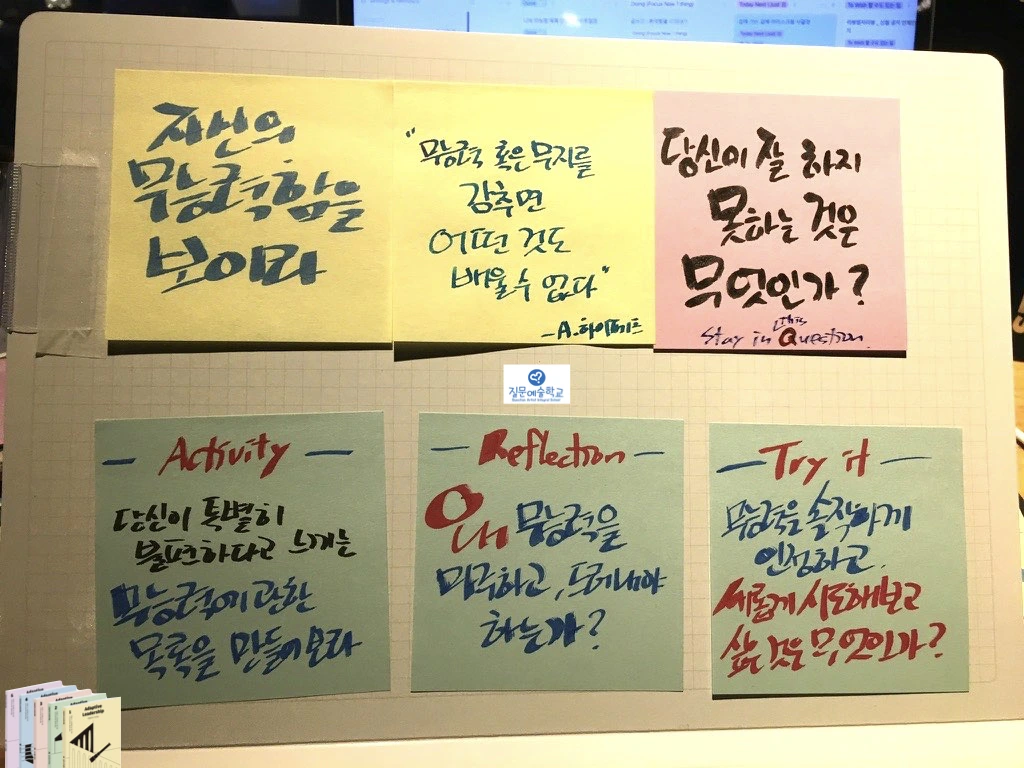 자신의
무능력함을
보이라
"무능력 혹은 무지를
감추면
어떤 것도
배울 수 없다"
-A.하이페츠
당신이 잘 하지
못하는 것은
무엇인가?
Stay in this Question.
질문예술학교
- Activity -
당신이 특별히
불편하다고 느끼는
무능력에 관한
목록을 만들어보라
- Reflection -
왜 무능력을
마주하고, 드러내야
하는가?
- Try it -
무능력을 솔직하게
인정하고,
새롭게 시도해보고
싶은 것은 무엇인가?
Adaptive
Leadership